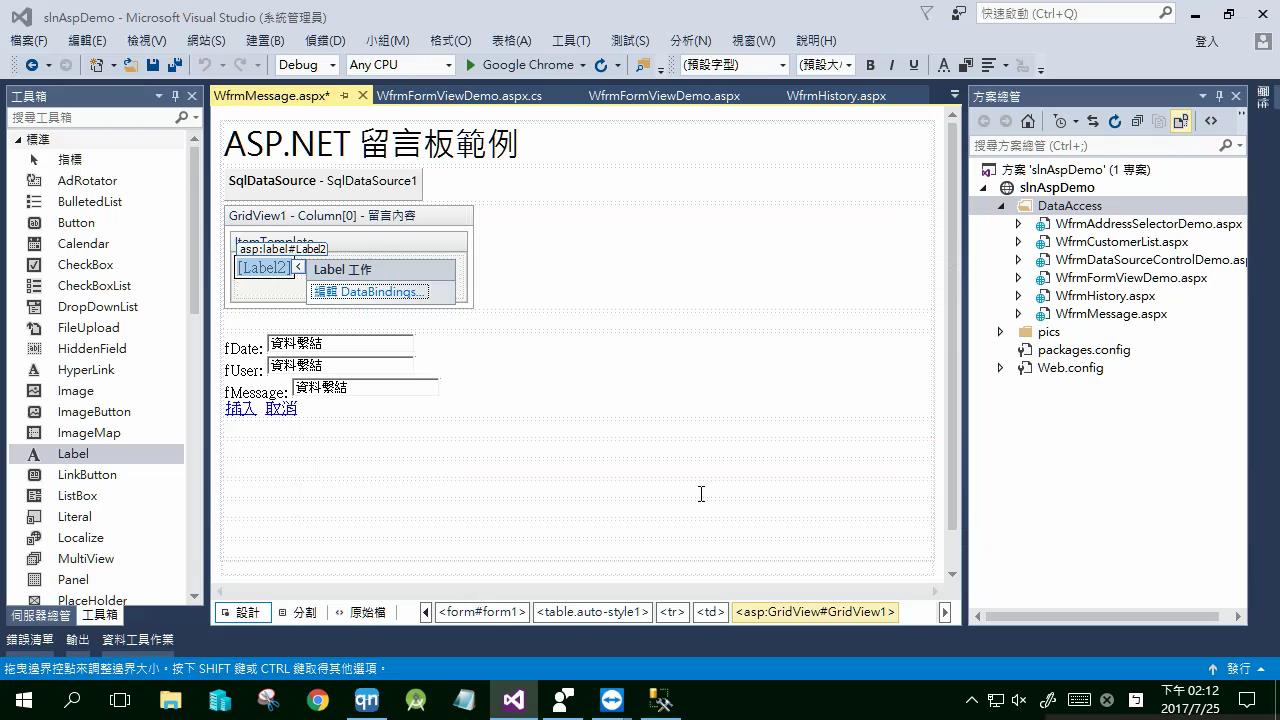 slnAspDemo - Microsoft Visual Studio (系統管理員)
快速啟動 (Ctrl+Q)
檔案(F) 編輯(E) 檢視(V) 網站(S) 建置(B) 偵錯(D) 小組(M) 格式(O) 表格(A) 工具(T) 測試(S) 分析(N) 視窗(W) 說明(H) 登入
Debug Any CPU Google Chrome (預設字型) (預設大 B I U A
工具箱
搜尋工具箱
標準
指標
AdRotator
BulletedList
Button
Calendar
CheckBox
CheckBoxList
DropDownList
FileUpload
HiddenField
HyperLink
Image
ImageButton
ImageMap
Label
LinkButton
ListBox
Literal
Localize
MultiView
Panel
PlaceHolder
伺服器總管 工具箱
WfrmMessage.aspx* WfrmFormViewDemo.aspx.cs WfrmFormViewDemo.aspx WfrmHistory.aspx
ASP.NET 留言板範例
SqlDataSource - SqlDataSource1
GridView1 - Column[0] - 留言內容
ItemTemplate
asp:label#Label2
[Label2]
Label 工作
編輯 DataBindings...
fDate: 資料繫結
fUser: 資料繫結
fMessage: 資料繫結
插入 取消
設計 分割 原始檔 <form#form1> <table.auto-style1> <tr> <td> <asp:GridView#GridView1>
方案總管
搜尋方案總管 (Ctrl+;)
方案 'slnAspDemo' (1 專案)
slnAspDemo
DataAccess
WfrmAddressSelectorDemo.aspx
WfrmCustomerList.aspx
WfrmDataSourceControlDemo.asp
WfrmFormViewDemo.aspx
WfrmHistory.aspx
WfrmMessage.aspx
pics
packages.config
Web.config
錯誤清單 輸出 資料工具作業
拖曳邊界控點來調整邊界大小。按下 SHIFT 鍵或 CTRL 鍵取得其他選項。
發行
qn
下午 02:12
2017/7/25